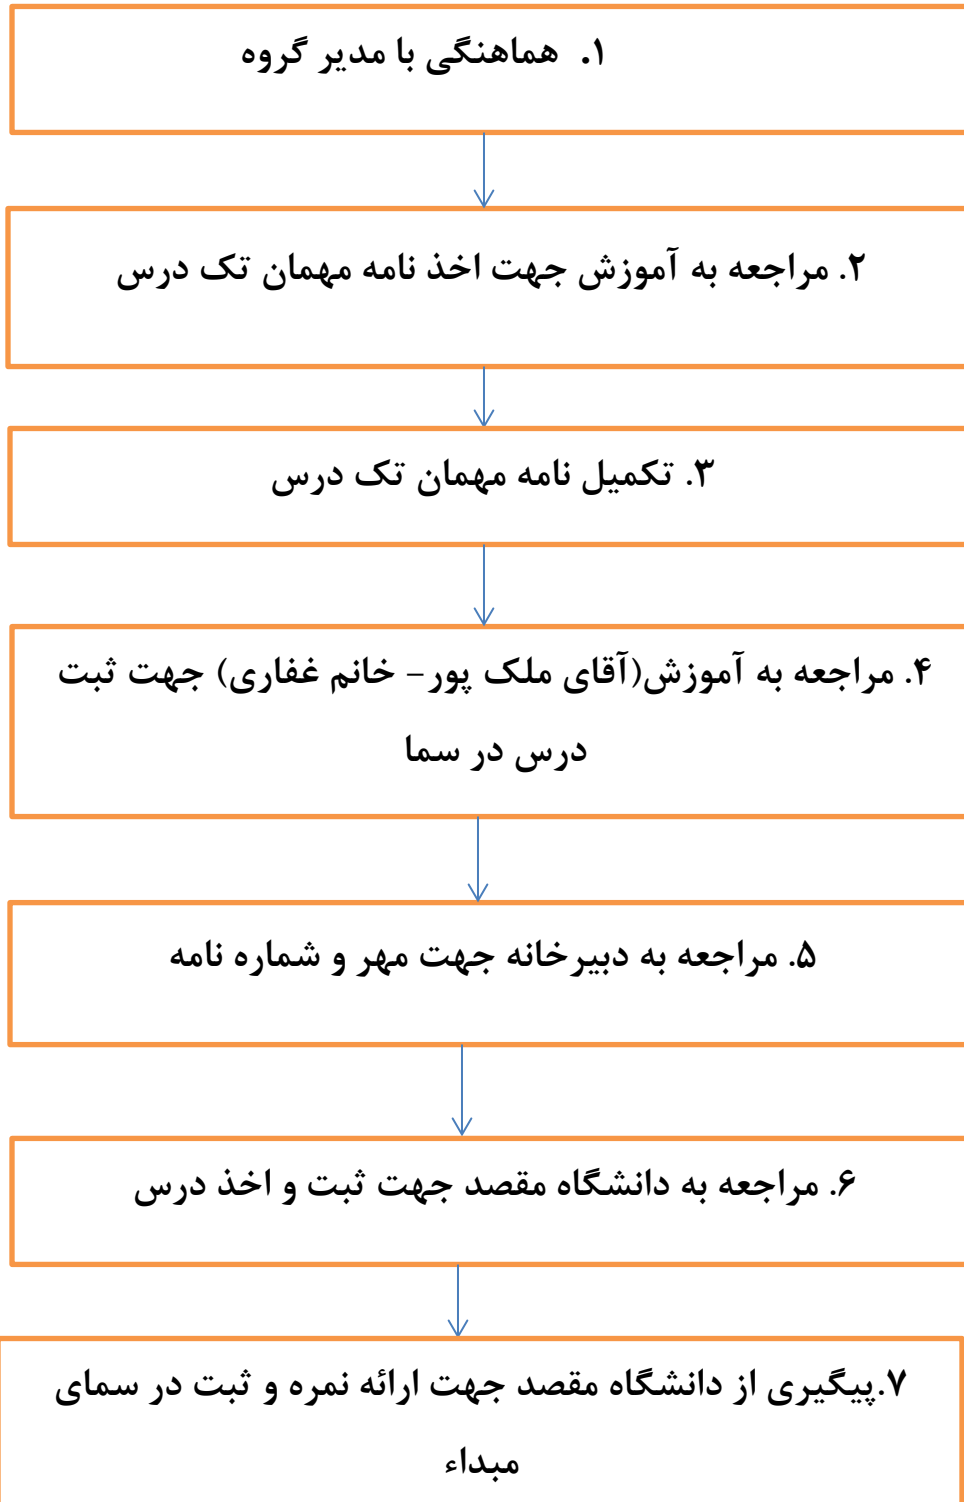 ۱. هماهنگی با مدیر گروه
۲. مراجعه به آموزش جهت اخذ نامه مهمان تک درس
۳. تکمیل نامه مهمان تک درس
۴. مراجعه به آموزش(آقای ملک پور- خانم غفاری) جهت ثبت
درس در سما
۵. مراجعه به دبیرخانه جهت مهر و شماره نامه
۶. مراجعه به دانشگاه مقصد جهت ثبت و اخذ درس
۷.پیگیری از دانشگاه مقصد جهت ارائه نمره و ثبت در سمای
مبداء